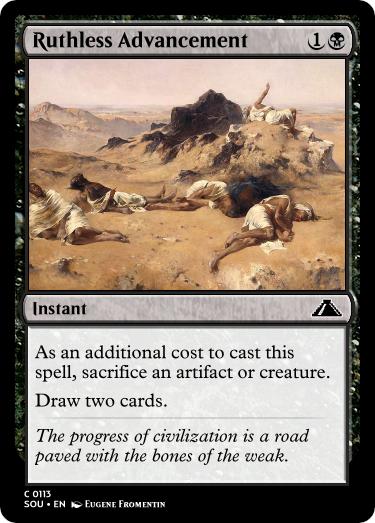 Ruthless Advancement 1
Instant
As an additional cost to cast this
spell, sacrifice an artifact or creature.
Draw two cards.
The progress of civilization is a road
paved with the bones of the weak.
C 0113
SOU • EN Eugene Fromentin